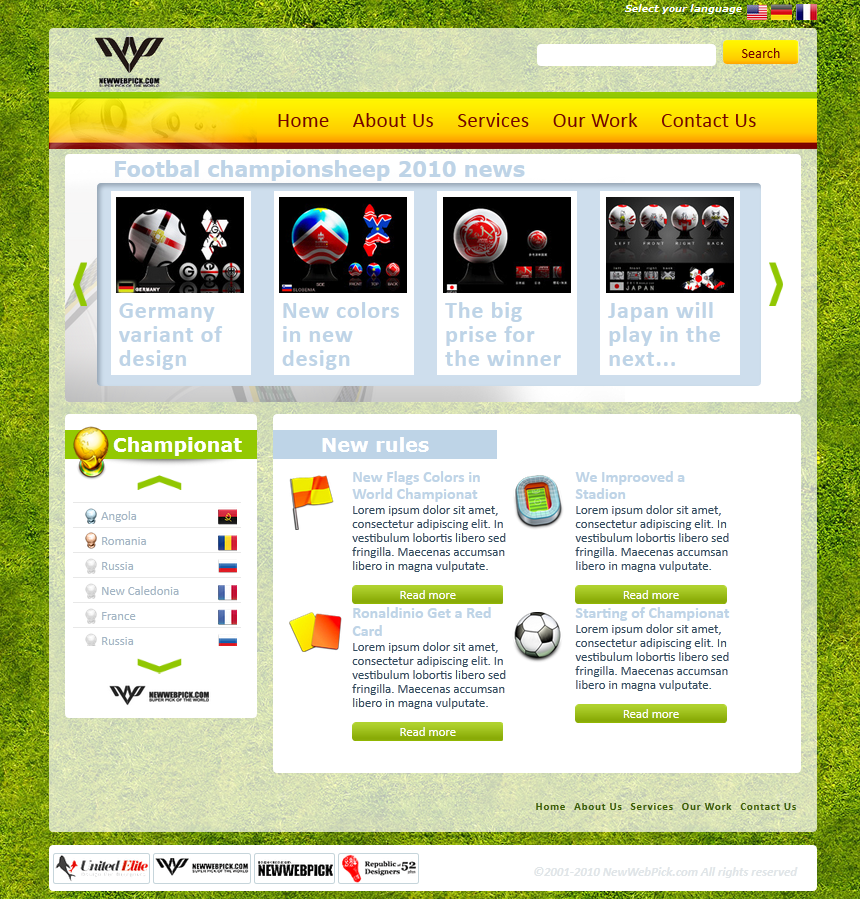 Select your language
NEWWEBPICK.COM
SUPER PICK OF THE WORLD
Search
Home About Us Services Our Work Contact Us
Footbal championsheep 2010 news
GERMANY
SLOVENIA
3DE FRONT TOP BACK
LEFT FRONT RIGHT BACK
JAPAN
Germany
variant of
design
New colors
in new
design
The big
prise for
the winner
Japan will
play in the
next...
Championat
Angola
Romania
Russia
New Caledonia
France
Russia
NEWWEBPICK.COM
SUPER PICK OF THE WORLD
New rules
New Flags Colors in
World Championat
Lorem ipsum dolor sit amet,
consectetur adipiscing elit. In
vestibulum lobortis libero sed
fringilla. Maecenas accumsan
libero in magna vulputate.
Read more
We Improoved a
Stadion
Lorem ipsum dolor sit amet,
consectetur adipiscing elit. In
vestibulum lobortis libero sed
fringilla. Maecenas accumsan
libero in magna vulputate.
Read more
Ronaldinio Get a Red
Card
Lorem ipsum dolor sit amet,
consectetur adipiscing elit. In
vestibulum lobortis libero sed
fringilla. Maecenas accumsan
libero in magna vulputate.
Read more
Starting of Championat
Lorem ipsum dolor sit amet,
consectetur adipiscing elit. In
vestibulum lobortis libero sed
fringilla. Maecenas accumsan
libero in magna vulputate.
Read more
Home About Us Services Our Work Contact Us
United Elite
NEWWEBPICK.COM
SUPER PICK OF THE WORLD
NEWWEBPICK
Republic of 52
Designers plus
©2001-2010 NewWebPick.com All rights reserved